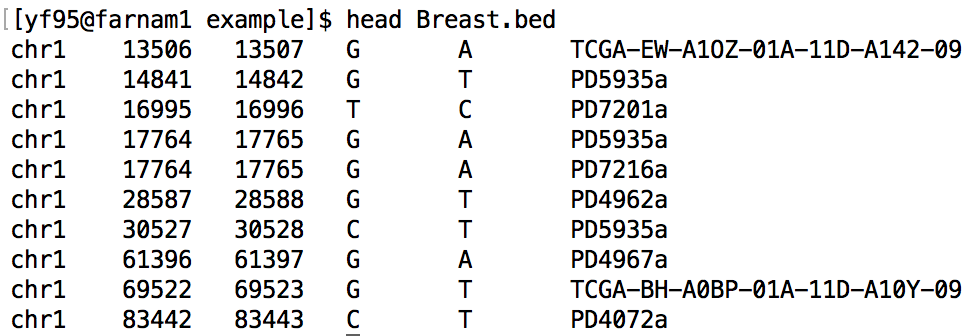 [[yf95@farnam1 example]$ head Breast.bed
chr1 13506 13507 G A TCGA-EW-A1OZ-01A-11D-A142-09
chr1 14841 14842 G T PD5935a
chr1 16995 16996 T C PD7201a
chr1 17764 17765 G A PD5935a
chr1 17764 17765 G A PD7216a
chr1 28587 28588 G T PD4962a
chr1 30527 30528 C T PD5935a
chr1 61396 61397 G A PD4967a
chr1 69522 69523 G T TCGA-BH-A0BP-01A-11D-A10Y-09
chr1 83442 83443 C T PD4072a